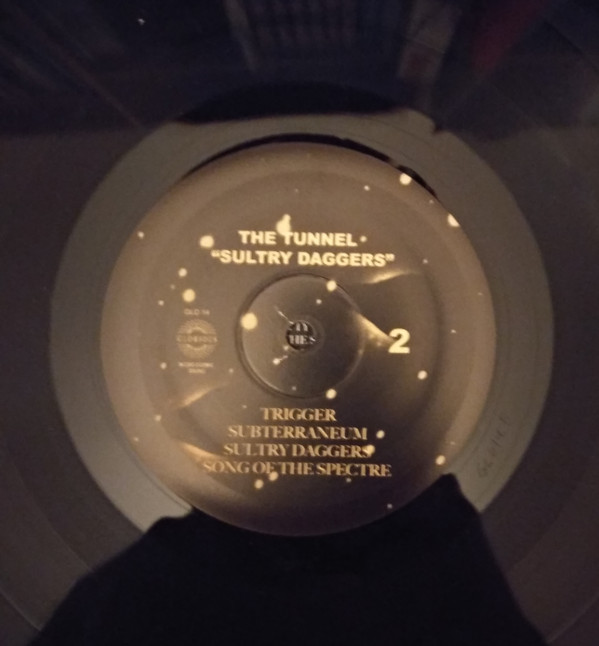 THE TUNNEL
"SULTRY DAGGERS"
2
TRIGGER
SUBTERRANEUM
SULTRY DAGGERS
SONG OF THE SPECTRE